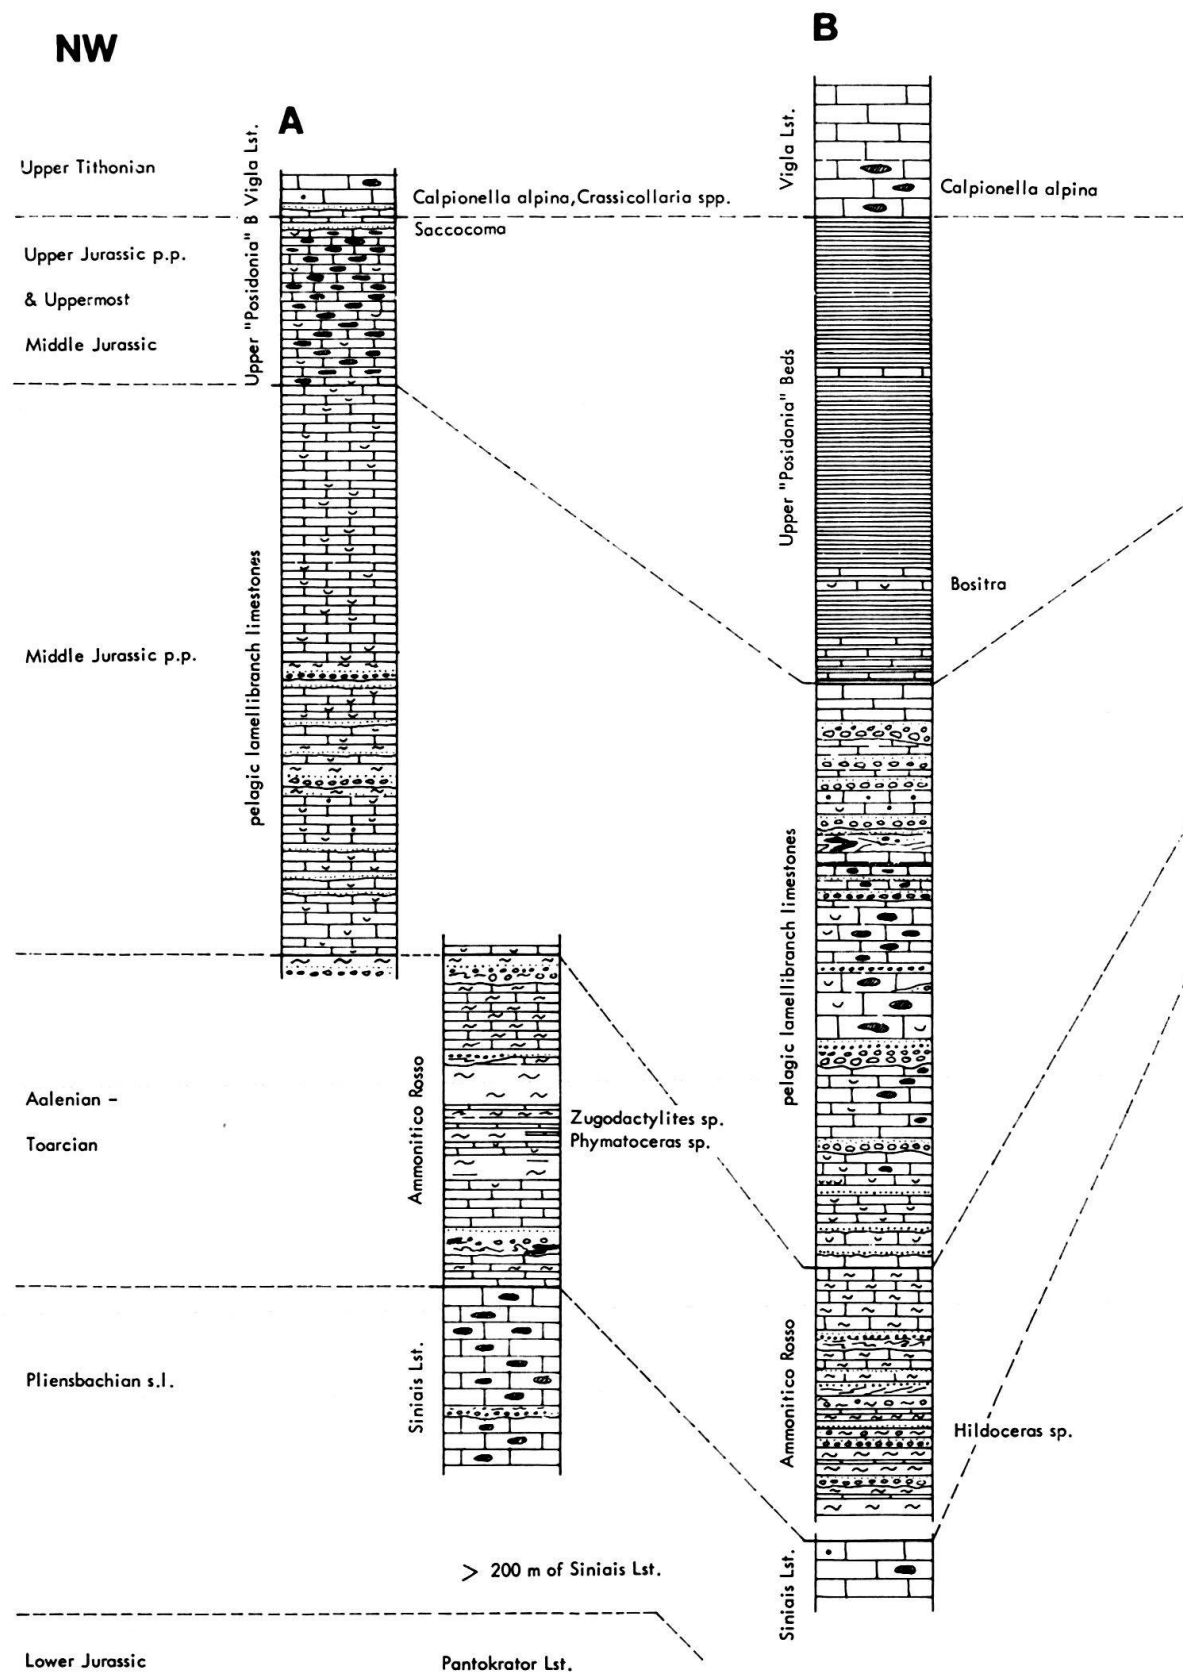 NW
A
B
Upper Tithonian
Upper Jurassic p.p.
& Uppermost
Middle Jurassic
Middle Jurassic p.p.
Aalenian –
Toarcian
Pliensbachian s.l.
Lower Jurassic
Vigla Lst.
Upper "Posidonia" B
pelagic lamellibranch limestones
Calpionella alpina, Crassicollaria spp.
Saccocoma
Ammonitico Rosso
Siniais Lst.
Zugodactylites sp.
Phymatoceras sp.
> 200 m of Siniais Lst.
Pantokrator Lst.
Vigla Lst.
Upper "Posidonia" Beds
pelagic lamellibranch limestones
Ammonitico Rosso
Siniais Lst.
Calpionella alpina
Bositra
Hildoceras sp.